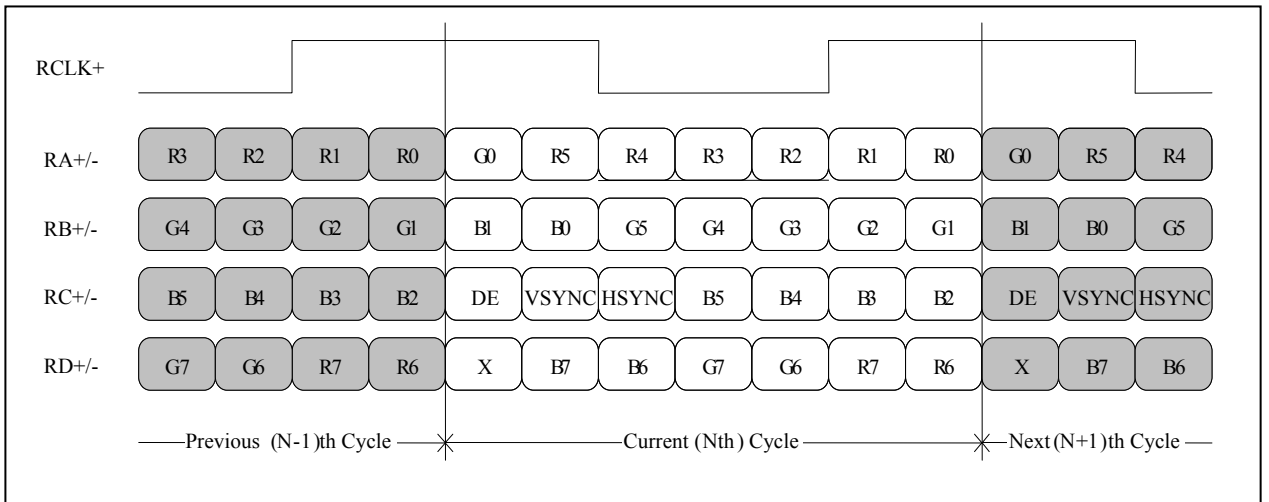 RCLK+
RA+/- R3 R2 R1 R0 G0 R5 R4 R3 R2 R1 R0 G0 R5 R4
RB+/- G4 G3 G2 G1 B1 B0 G5 G4 G3 G2 G1 B1 B0 G5
RC+/- B5 B4 B3 B2 DE VSYNC HSYNC B5 B4 B3 B2 DE VSYNC HSYNC
RD+/- G7 G6 R7 R6 X B7 B6 G7 G6 R7 R6 X B7 B6
Previous (N-1)th Cycle Current (Nth) Cycle Next (N+1)th Cycle